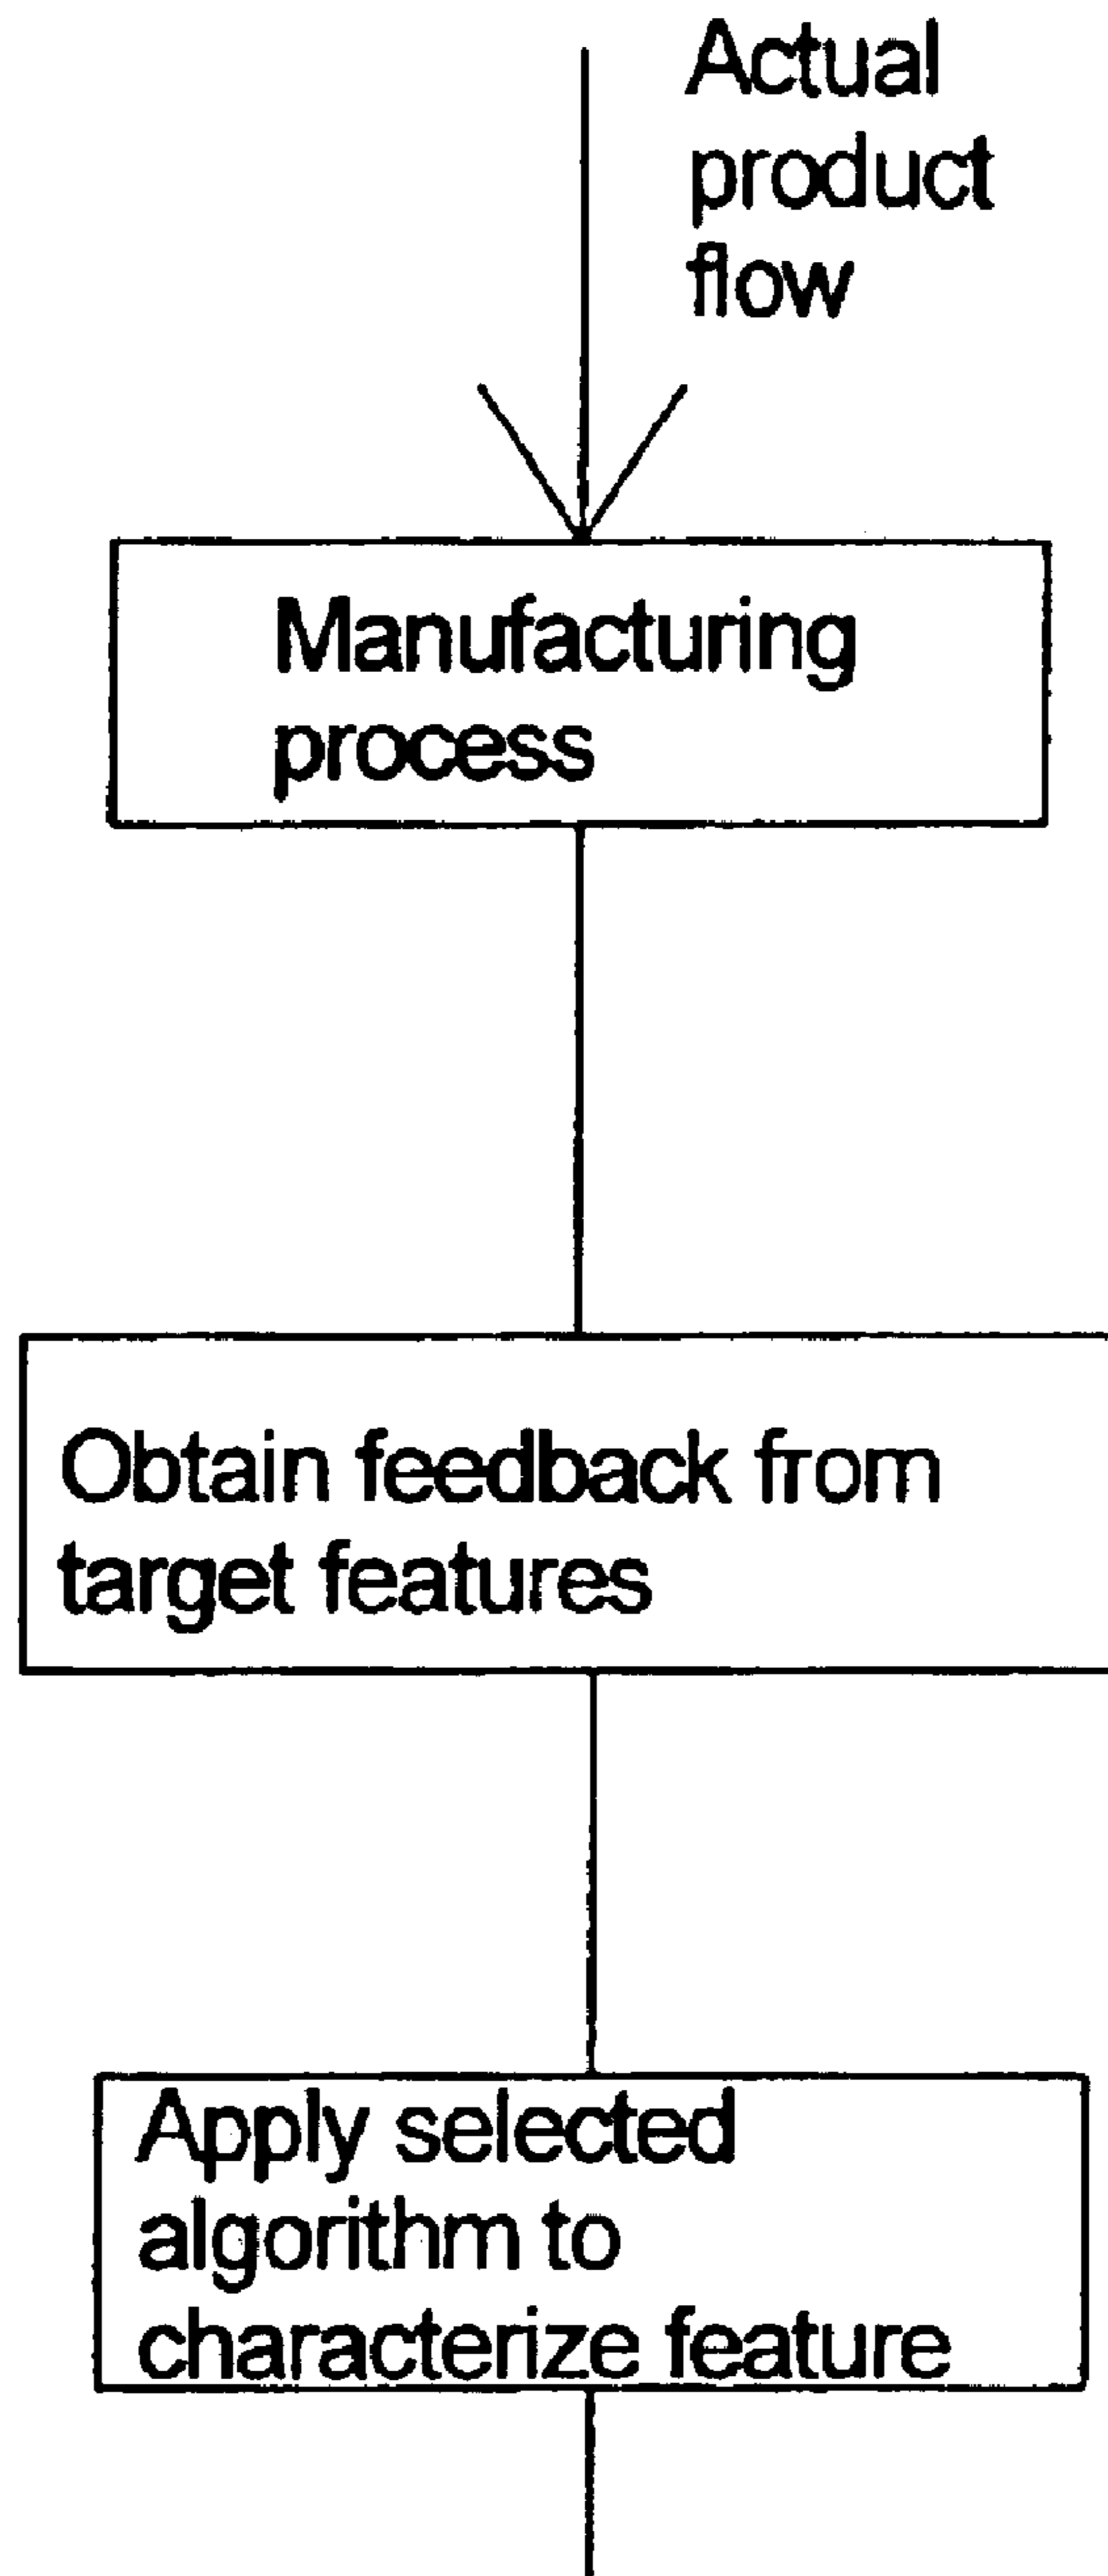 Actual
product
flow
Manufacturing
process
Obtain feedback from
target features
Apply selected
algorithm to
characterize feature